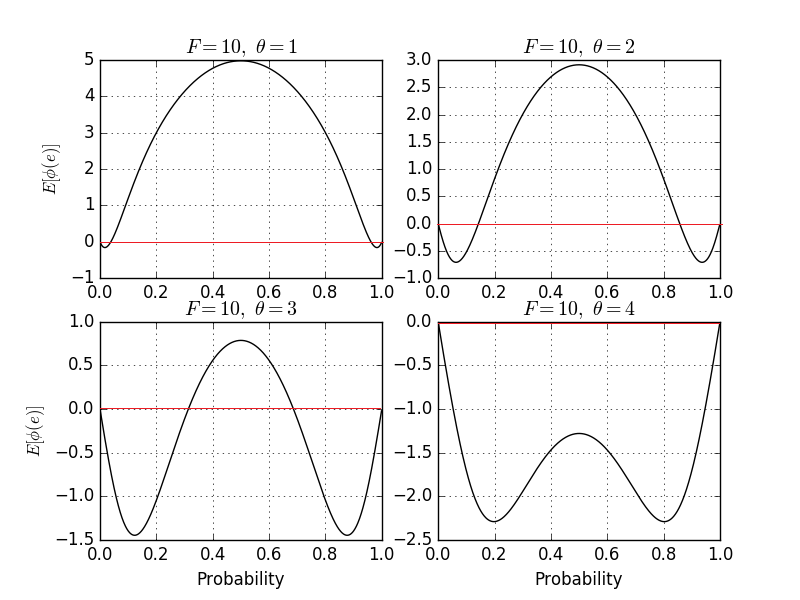 F = 10, θ = 1
F = 10, θ = 2
E[ϕ(e)]
5
4
3
2
1
0
−1
0.0 0.2 0.4 0.6 0.8 1.0
3.0
2.5
2.0
1.5
1.0
0.5
0.0
−0.5
−1.0
0.0 0.2 0.4 0.6 0.8 1.0
F = 10, θ = 3
F = 10, θ = 4
E[ϕ(e)]
1.0
0.5
0.0
−0.5
−1.0
−1.5
0.0 0.2 0.4 0.6 0.8 1.0
Probability
0.0
−0.5
−1.0
−1.5
−2.0
−2.5
0.0 0.2 0.4 0.6 0.8 1.0
Probability